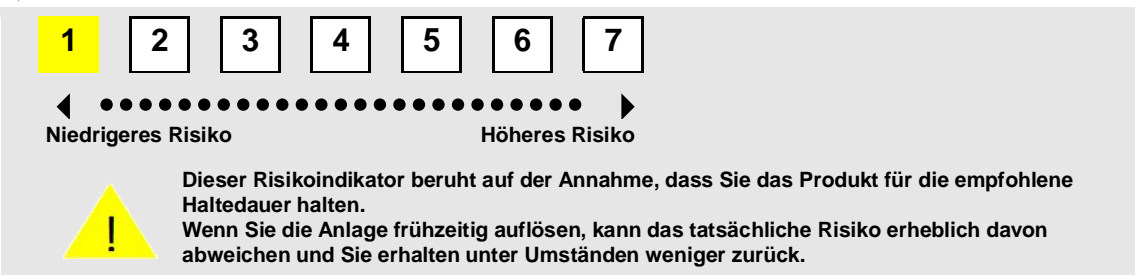 1 2 3 4 5 6 7
Niedrigeres Risiko Höheres Risiko
!
Dieser Risikoindikator beruht auf der Annahme, dass Sie das Produkt für die empfohlene
Haltedauer halten.
Wenn Sie die Anlage frühzeitig auflösen, kann das tatsächliche Risiko erheblich davon
abweichen und Sie erhalten unter Umständen weniger zurück.